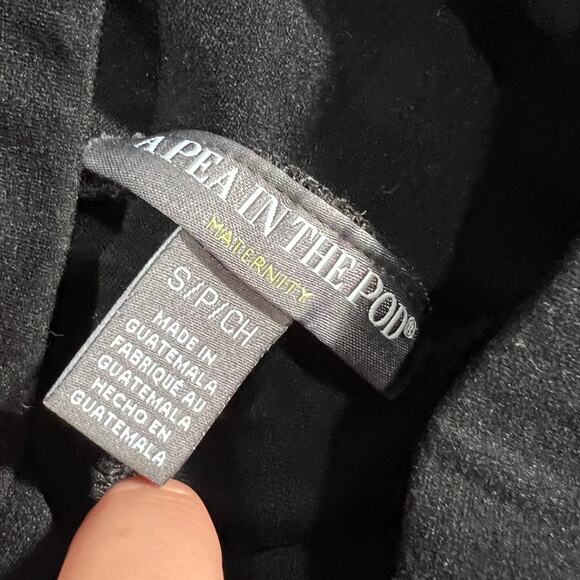 A PEA IN THE POD®
MATERNITY
S/P/CH
MADE IN
GUATEMALA
FABRIQUÉ AU
GUATEMALA
HECHO EN
GUATEMALA